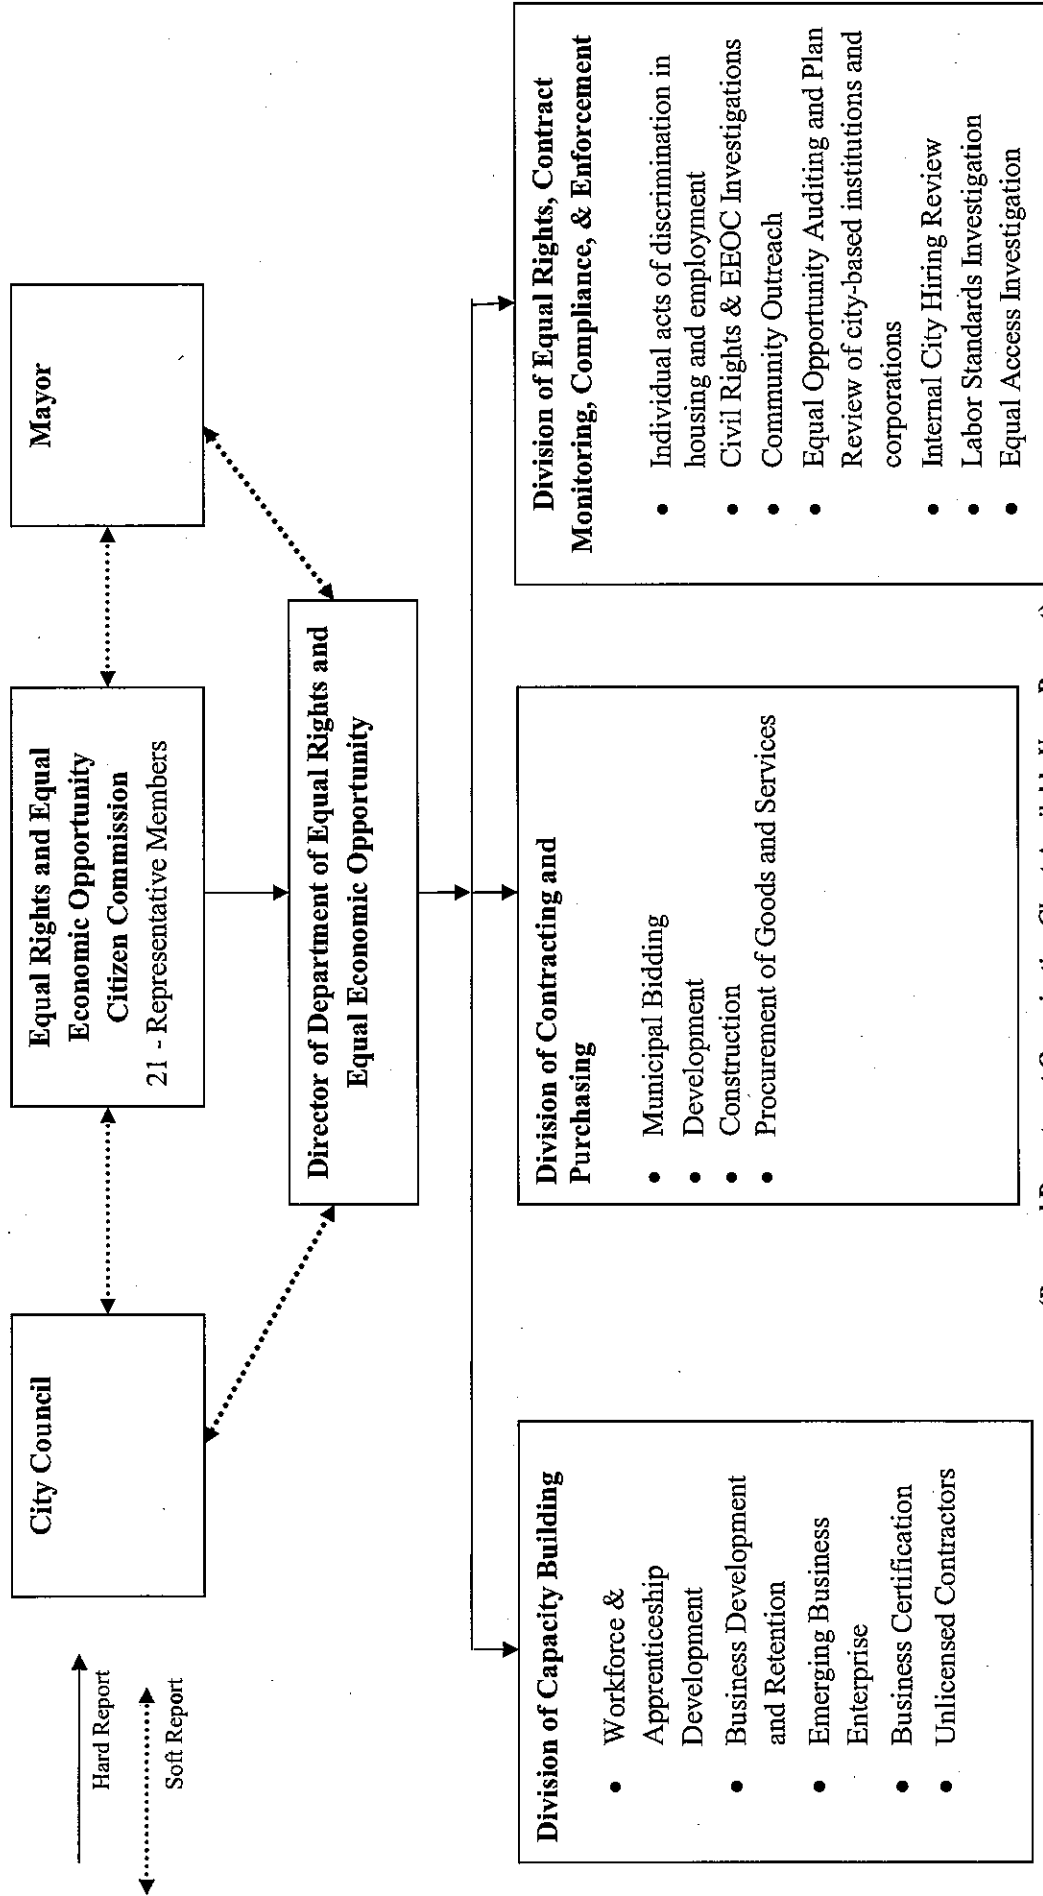 Hard Report
Soft Report
City Council
Equal Rights and Equal
Economic Opportunity
Citizen Commission
21 - Representative Members
Mayor
Director of Department of Equal Rights and
Equal Economic Opportunity
Division of Capacity Building
• Workforce &
Apprenticeship
Development
• Business Development
and Retention
• Emerging Business
Enterprise
• Business Certification
• Unlicensed Contractors
Division of Contracting and
Purchasing
• Municipal Bidding
• Development
• Construction
• Procurement of Goods and Services
Division of Equal Rights, Contract
Monitoring, Compliance, & Enforcement
• Individual acts of discrimination in
housing and employment
• Civil Rights & EEOC Investigations
• Community Outreach
• Equal Opportunity Auditing and Plan
Review of city-based institutions and
corporations
• Internal City Hiring Review
• Labor Standards Investigation
• Equal Access Investigation